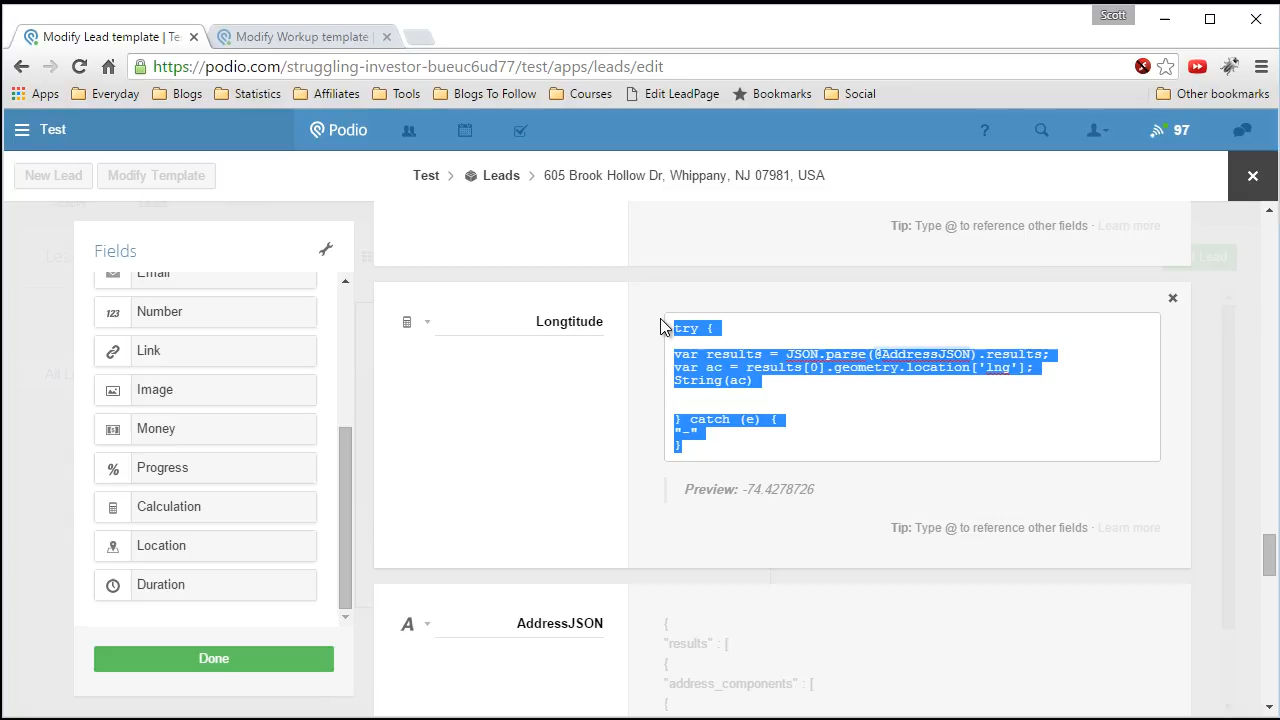 Scott
Modify Lead template | Te
Modify Workup template |
https://podio.com/struggling-investor-bueuc6ud77/test/apps/leads/edit
Apps Everyday Blogs Statistics Affiliates Tools Blogs To Follow Courses Edit LeadPage Bookmarks Social Other bookmarks
Test Podio ? 97
New Lead Modify Template Test > Leads > 605 Brook Hollow Dr, Whippany, NJ 07981, USA
Tip: Type @ to reference other fields · Learn more
Fields
Email
123 Number
Link
Image
Money
% Progress
Calculation
Location
Duration
Done
Longtitude
try {
var results = JSON.parse(@AddressJSON).results;
var ac = results[0].geometry.location['lng'];
String(ac)
} catch (e) {
"-"
}
Preview: -74.4278726
Tip: Type @ to reference other fields · Learn more
A AddressJSON
{
"results" : [
{
"address_components" : [
{